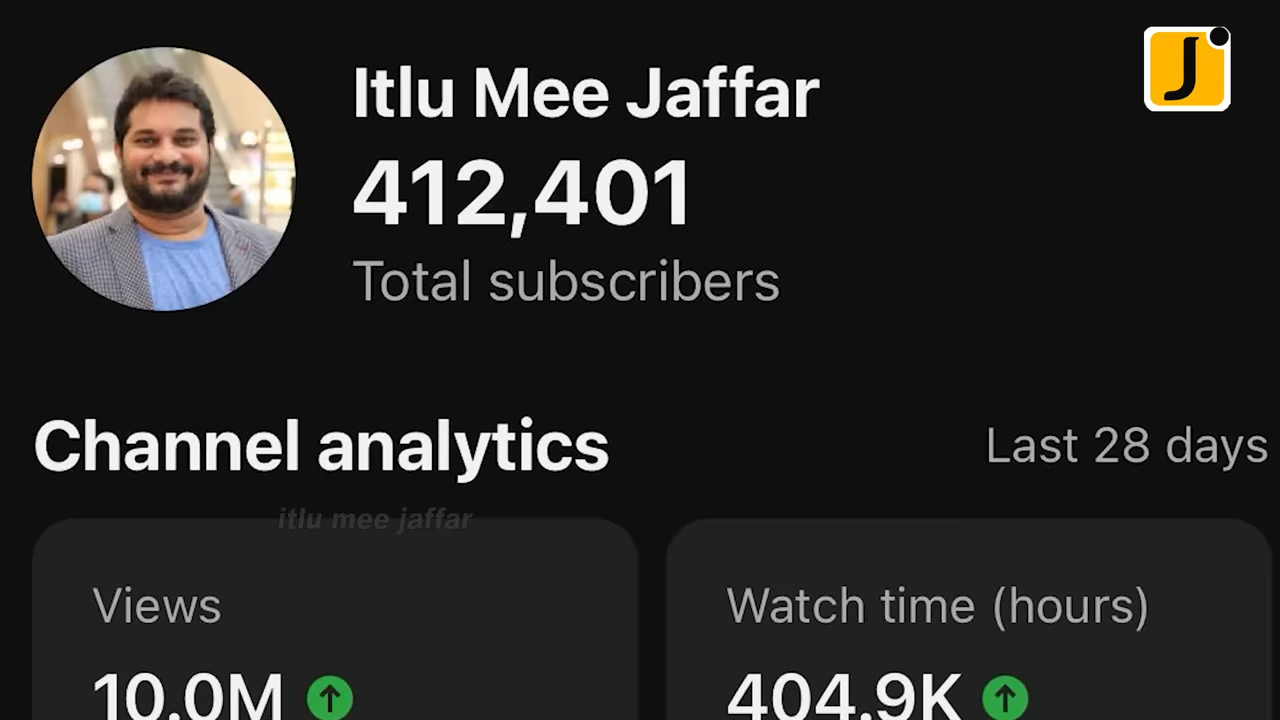 J
Itlu Mee Jaffar
412,401
Total subscribers
Channel analytics
Last 28 days
itlu mee jaffar
Views
Watch time (hours)
10.0M
404.9K